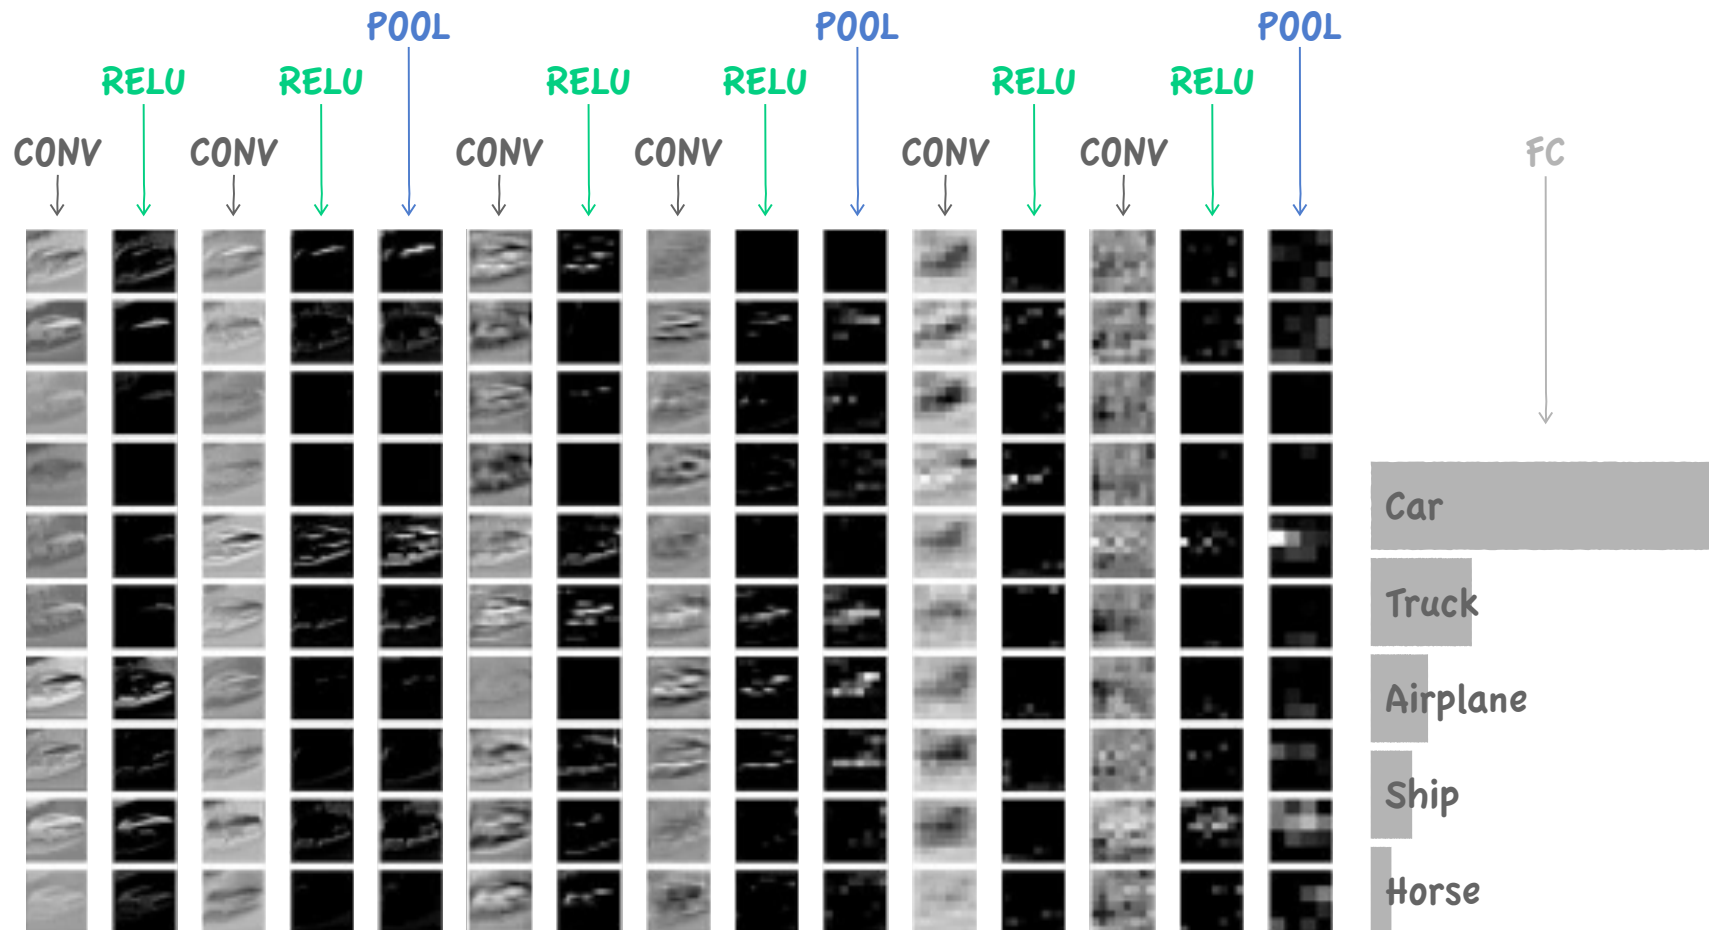 POOL POOL POOL
RELU RELU RELU RELU RELU RELU
CONV CONV CONV CONV CONV CONV FC
Car
Truck
Airplane
Ship
Horse